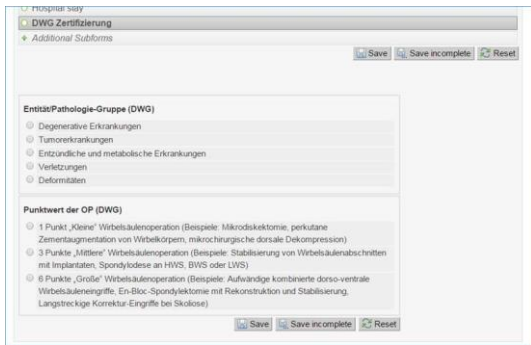 Hospital stay
DWG Zertifizierung
Additional Subforms
Save Save incomplete Reset
Entität/Pathologie-Gruppe (DWG)
Degenerative Erkrankungen
Tumorerkrankungen
Entzündliche und metabolische Erkrankungen
Verletzungen
Deformitäten
Punktwert der OP (DWG)
1 Punkt „Kleine" Wirbelsäulenoperation (Beispiele: Mikrodiskektomie, perkutane
Zementaugmentation von Wirbelkörpern, mikrochirurgische dorsale Dekompression)
3 Punkte „Mittlere" Wirbelsäulenoperation (Beispiele: Stabilisierung von Wirbelsäulenabschnitten
mit Implantaten, Spondylodese an HWS, BWS oder LWS)
6 Punkte „Große" Wirbelsäulenoperation (Beispiele: Aufwändige kombinierte dorso-ventrale
Wirbelsäuleneingriffe, En-Bloc-Spondylektomie mit Rekonstruktion und Stabilisierung,
Langstreckige Korrektur-Eingriffe bei Skoliose)
Save Save incomplete Reset